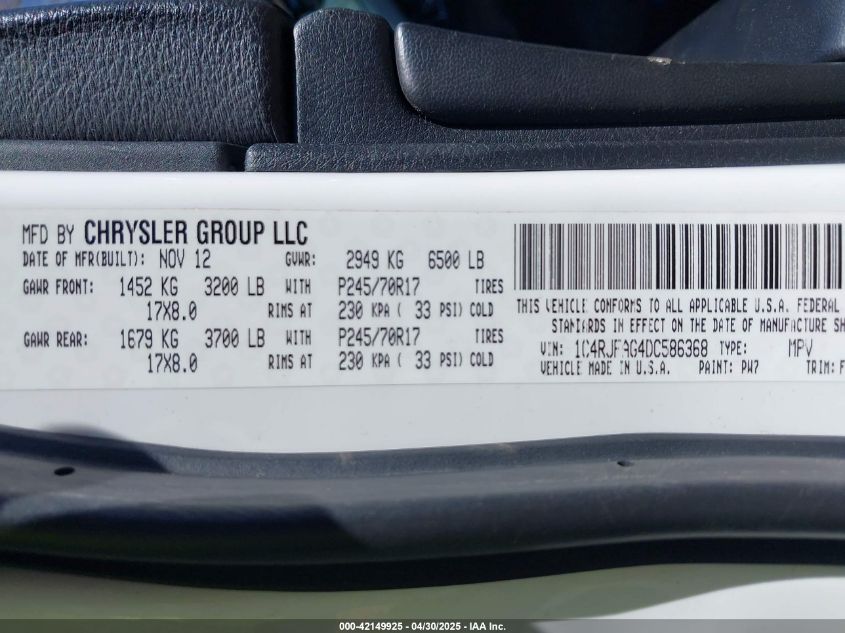 MFD BY CHRYSLER GROUP LLC
DATE OF MFR(BUILT): NOV 12 GVWR: 2949 KG 6500 LB
GAWR FRONT: 1452 KG 3200 LB WITH P245/70R17 TIRES
17X8.0 RIMS AT 230 KPA ( 33 PSI) COLD
GAWR REAR: 1679 KG 3700 LB WITH P245/70R17 TIRES
17X8.0 RIMS AT 230 KPA ( 33 PSI) COLD
THIS VEHICLE CONFORMS TO ALL APPLICABLE U.S.A. FEDERAL
STANDARDS IN EFFECT ON THE DATE OF MANUFACTURE SH
VIN: 1C4RJFAG4DC586368 TYPE: MPV
VEHICLE MADE IN U.S.A. PAINT: PW7 TRIM: F
000-42149925 - 04/30/2025 - IAA Inc.